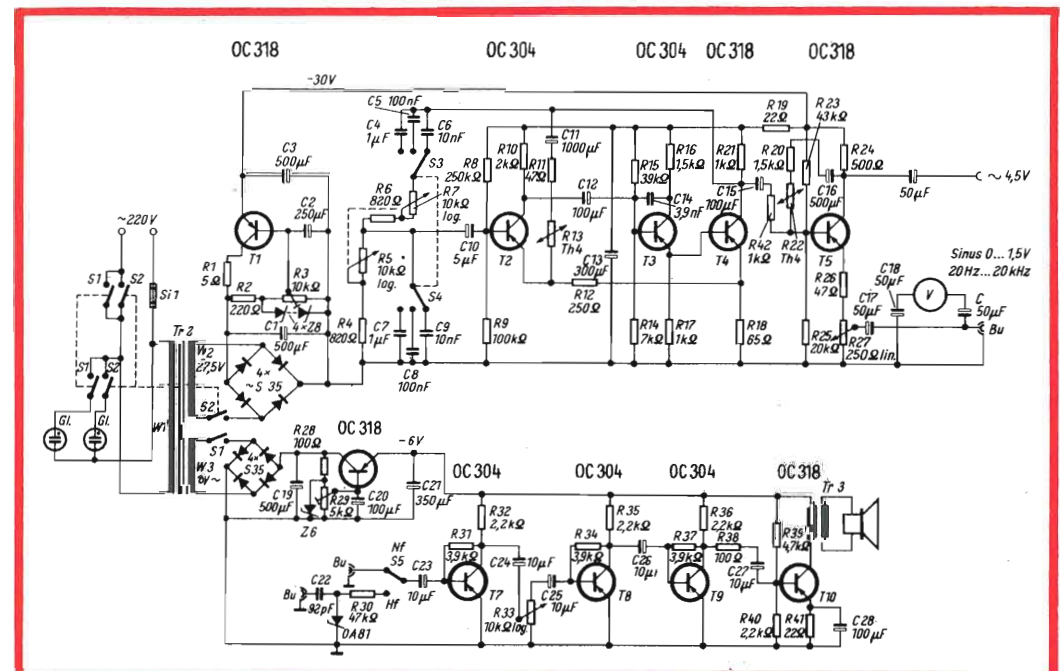 OC 318
OC 304
OC 304
OC 318
OC 318
-30V
C5 100nF
C4
1µF
C6
10nF
C3
500µF
S3
R6
820Ω
R7
10kΩ
log.
R8
250kΩ
R10
2kΩ
C11
1000µF
R11
47Ω
C12
100µF
R15
39kΩ
R16
1,5kΩ
C14
3,9nF
R21
1kΩ
R19
22Ω
R20
1,5kΩ
R23
43kΩ
C15
100µF
C16
500µF
R24
500Ω
50µF
~ 4,5V
~220V
S1
S2
Si 1
C2
250µF
T1
R1
5Ω
R2
220Ω
R3
10kΩ
4×Z8
C1
500µF
R5
10kΩ
log.
C10
5µF
T2
R13
Th4
300µF
R12
250Ω
C13
T3
T4
R42
1kΩ
R22
Th4
T5
R26
47Ω
Sinus 0... 1,5V
20Hz...20kHz
C18
50µF
V
C
50µF
C17
50µF
Bu
R4
820Ω
C7
1µF
S4
C9
10nF
C8
100nF
R9
100kΩ
R14
7kΩ
R17
1kΩ
R18
65Ω
R25
20kΩ
R27
250Ω lin.
Tr 2
W2
~27,5V
4×
~ S 35
S1
S2
Gl.
Gl.
W1
S2
S1
W3
4×
S35
R28
100Ω
OC 318
-6V
C19
500µF
R29
5kΩ
Z6
C20
100µF
C21
350µF
OC 304
OC 304
OC 304
OC 318
Tr 3
R32
2,2kΩ
R35
2,2kΩ
R36
2,2kΩ
R31
3,9kΩ
R34
3,9kΩ
R37
3,9kΩ
R38
100Ω
R39
4,7kΩ
Nf
S5
Bu
Hf
C23
10µF
C24
10µF
T7
C25
10µF
T8
C26
T9
C27
10µF
T10
Bu
C22
92pF
R30
47kΩ
OA81
R33
10kΩlog.
R40
2,2kΩ
R41
22Ω
C28
100µF